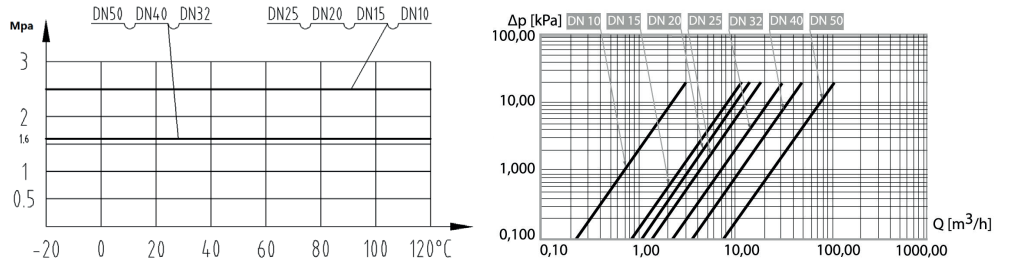 DN50 DN40 DN32
DN25 DN20 DN15 DN10
Mpa
3
2
1.6
1
0.5
-20 0 20 40 60 80 100 120°C
Δp [kPa] DN 10 DN 15 DN 20 DN 25 DN 32 DN 40 DN 50
100,00
10,00
1,000
0,100
0,10 1,00 10,00 100,00 1000,00
Q [m³/h]